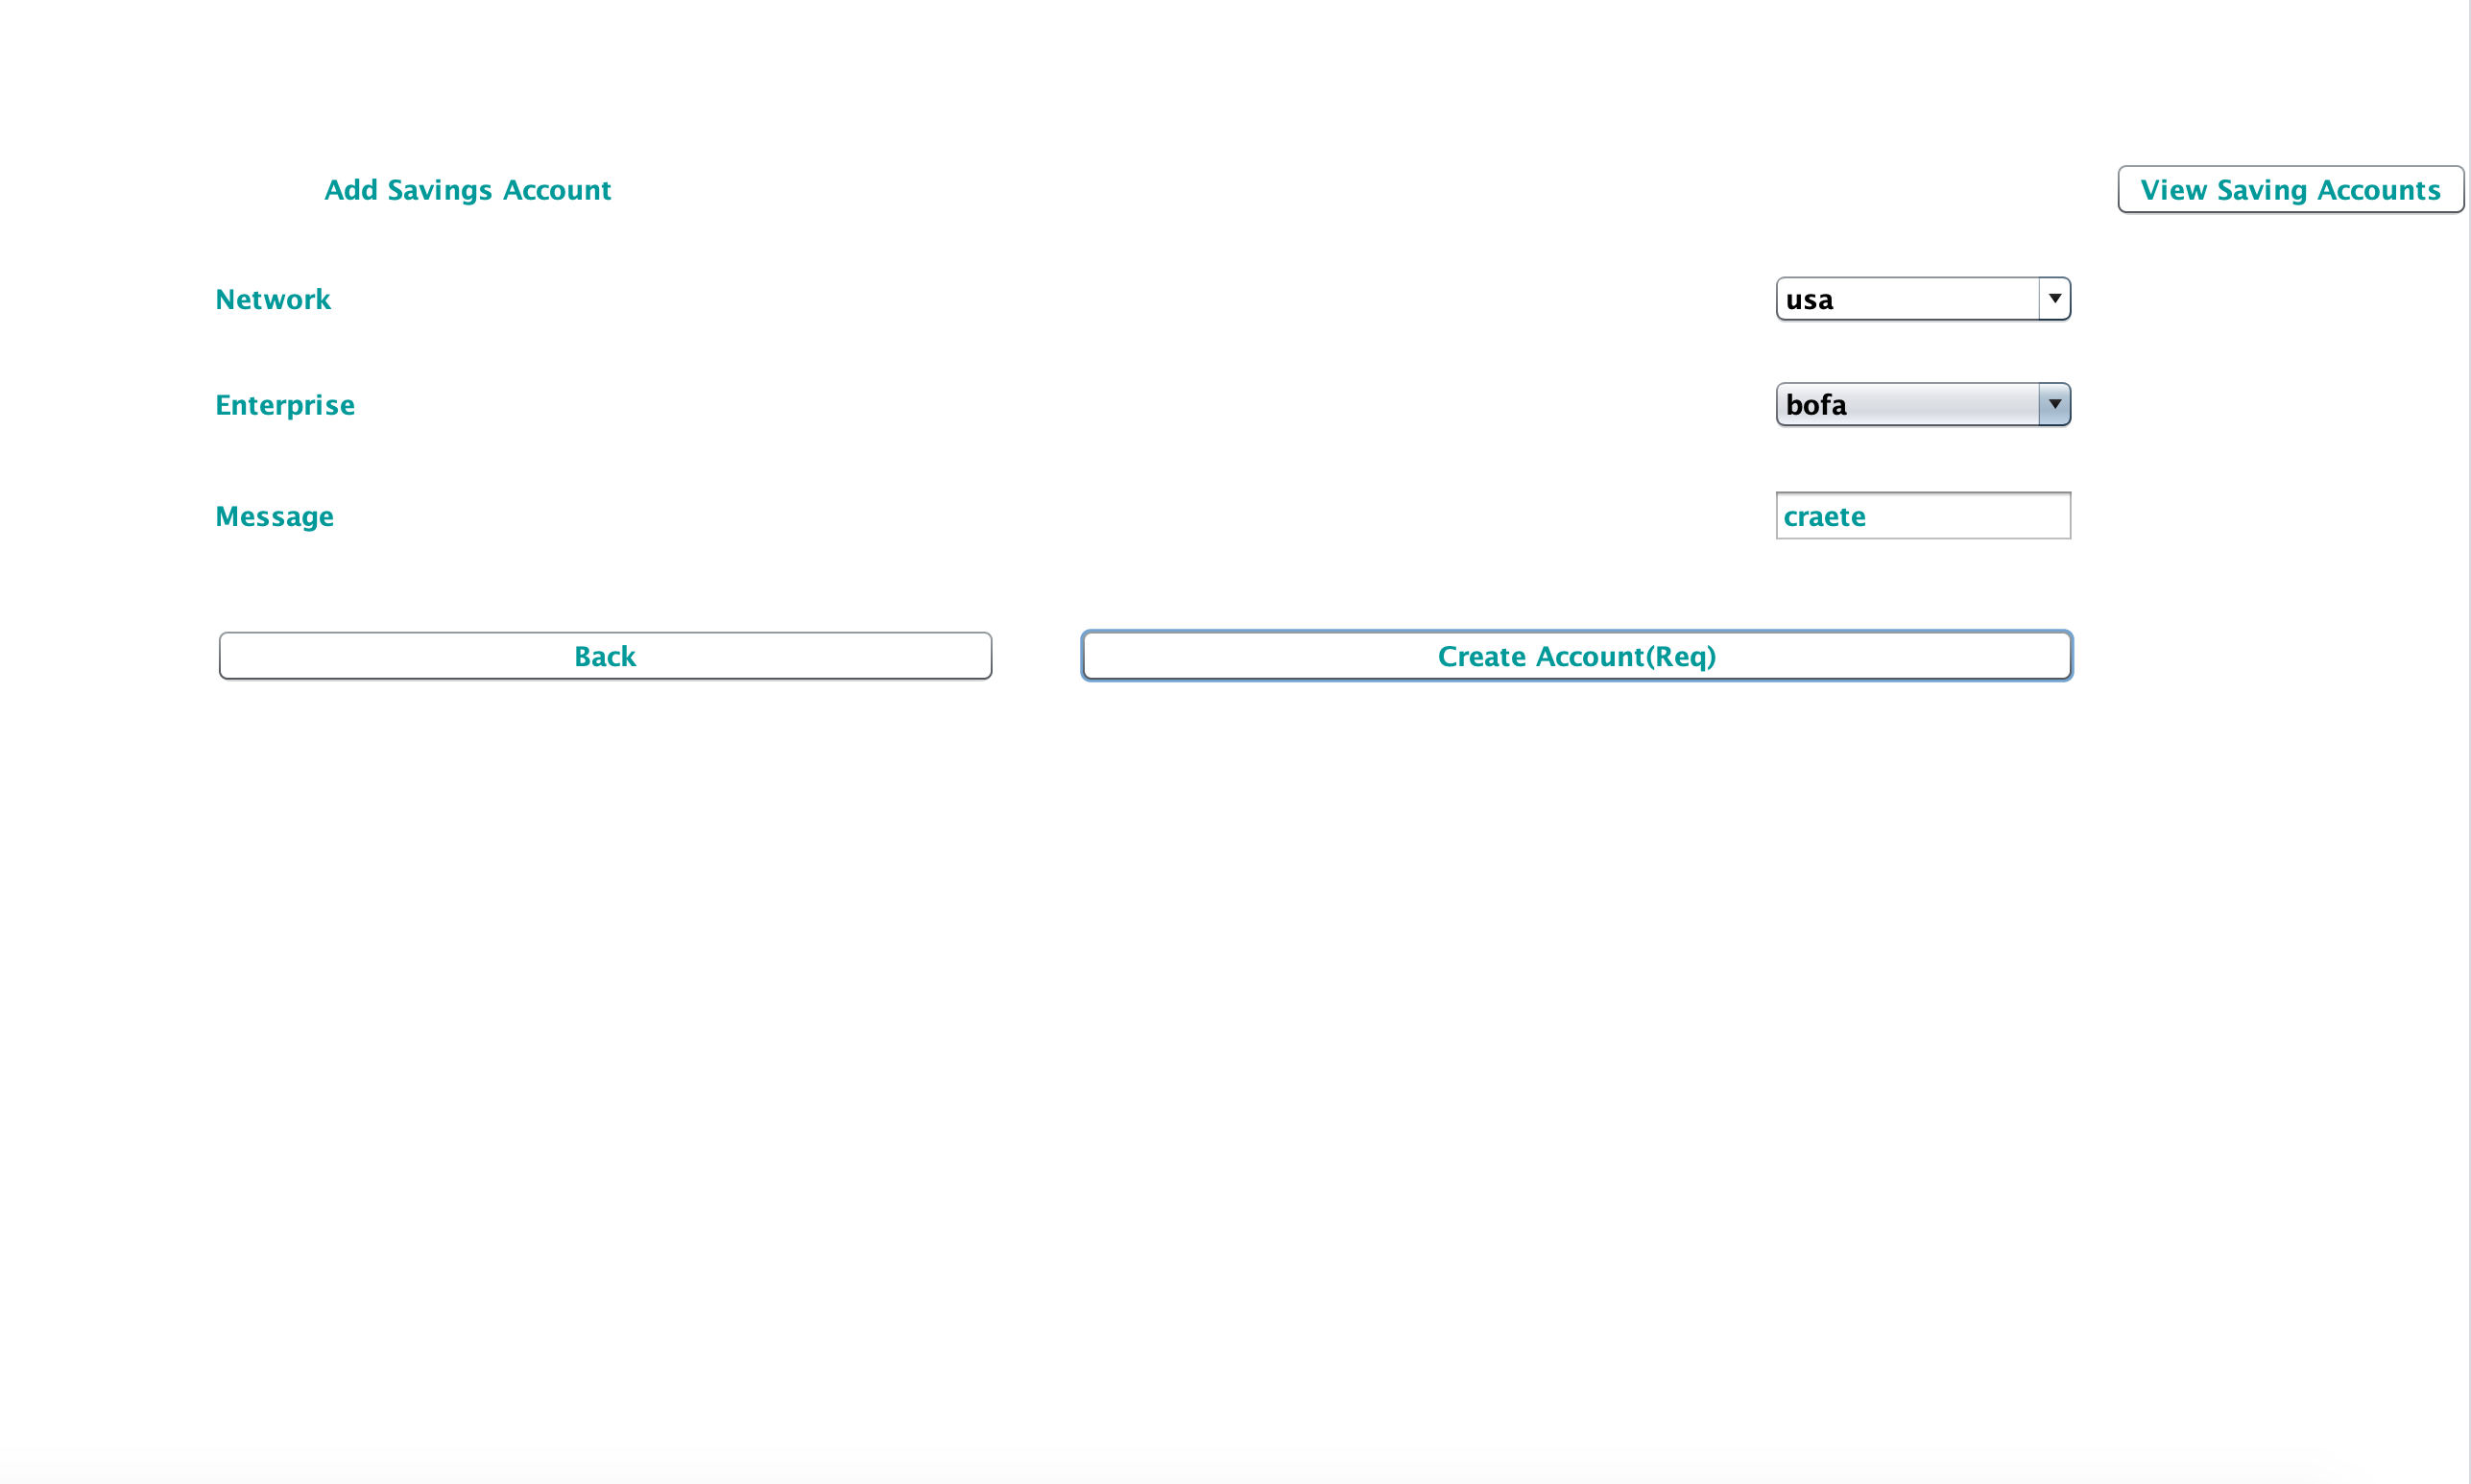 Add Savings Account
View Saving Accounts
Network
usa
Enterprise
bofa
Message
craete
Back
Create Account(Req)